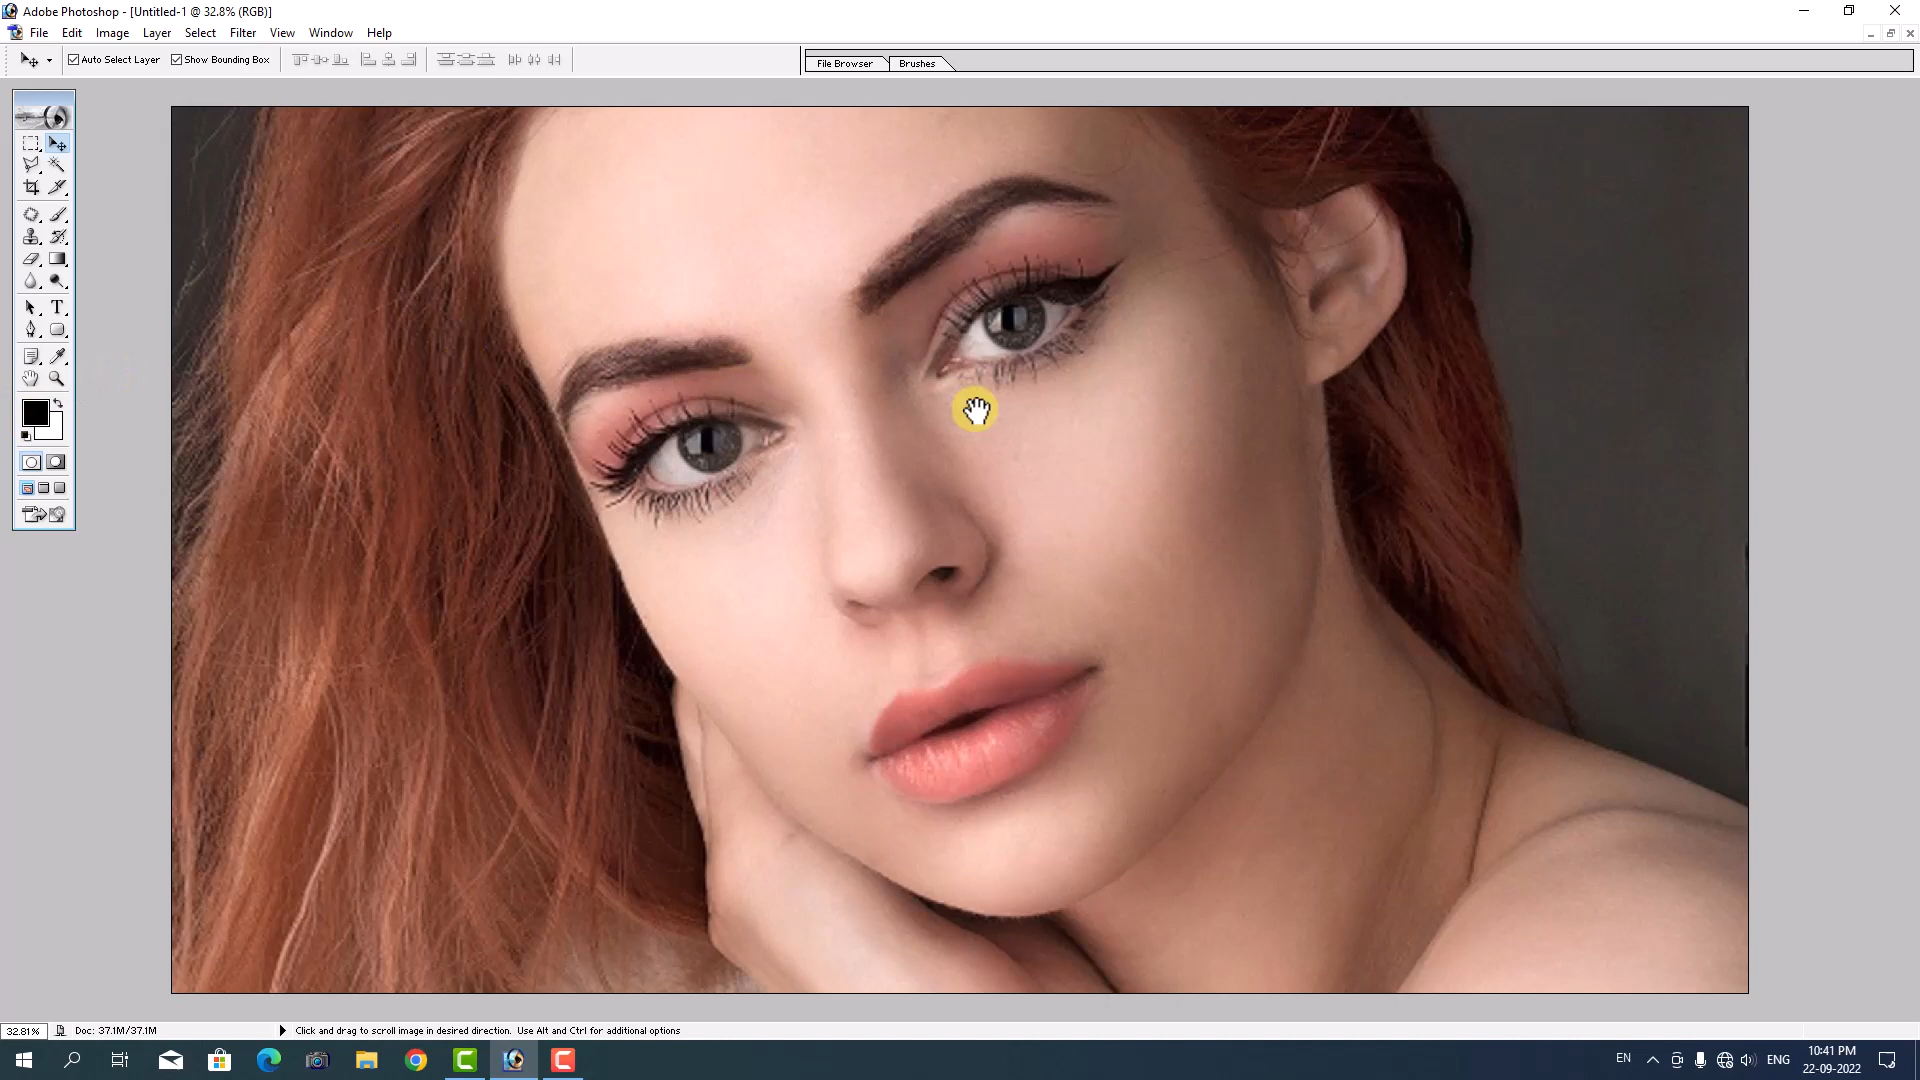 Adobe Photoshop - [Untitled-1 @ 32.8% (RGB)]
File Edit Image Layer Select Filter View Window Help
Auto Select Layer Show Bounding Box File Browser Brushes
T
32.81% Doc: 37.1M/37.1M Click and drag to scroll image in desired direction. Use Alt and Ctrl for additional options
EN ENG 10:41 PM
22-09-2022